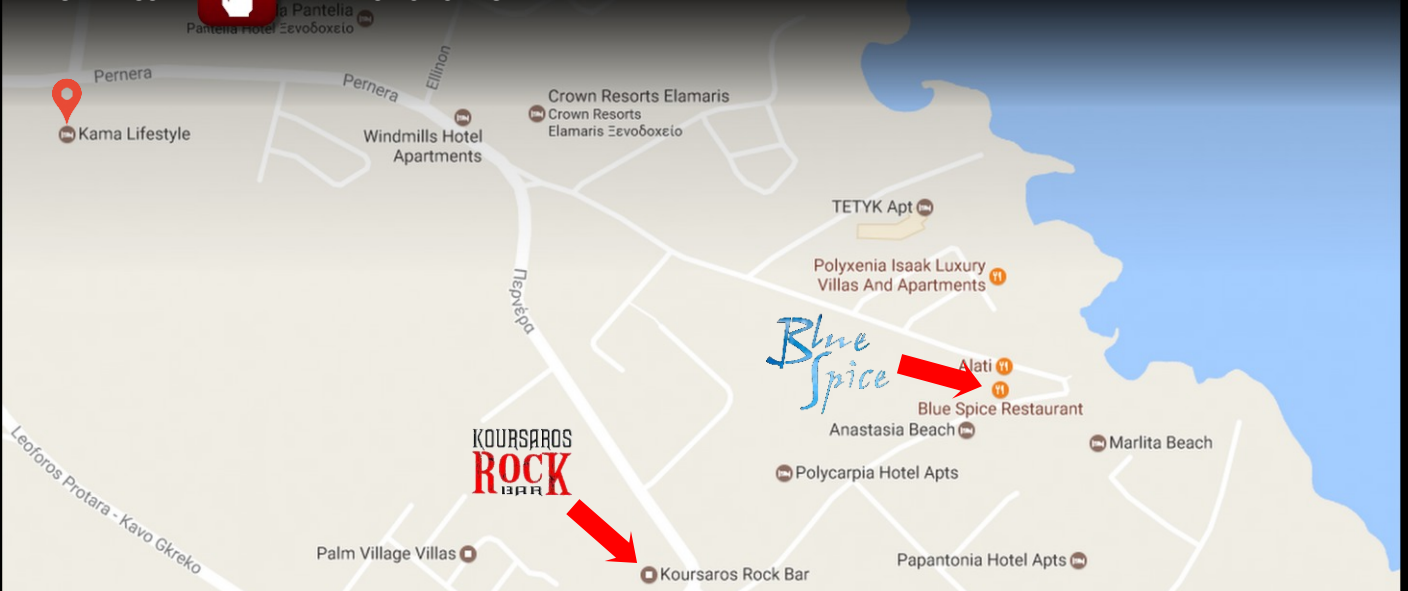 a Pantelia
Pantelia Hotel Ξενοδοχείο
Pernera
Pernera
Ellinon
Kama Lifestyle
Windmills Hotel
Apartments
Crown Resorts Elamaris
Crown Resorts
Elamaris Ξενοδοχείο
TETYK Apt
Polyxenia Isaak Luxury
Villas And Apartments
Περνέρα
Blue
Spice
Alati
Blue Spice Restaurant
Anastasia Beach
Marlita Beach
Polycarpia Hotel Apts
KOURSAROS
ROCK
BAR
Leoforos Protara - Kavo Gkreko
Palm Village Villas
Koursaros Rock Bar
Papantonia Hotel Apts